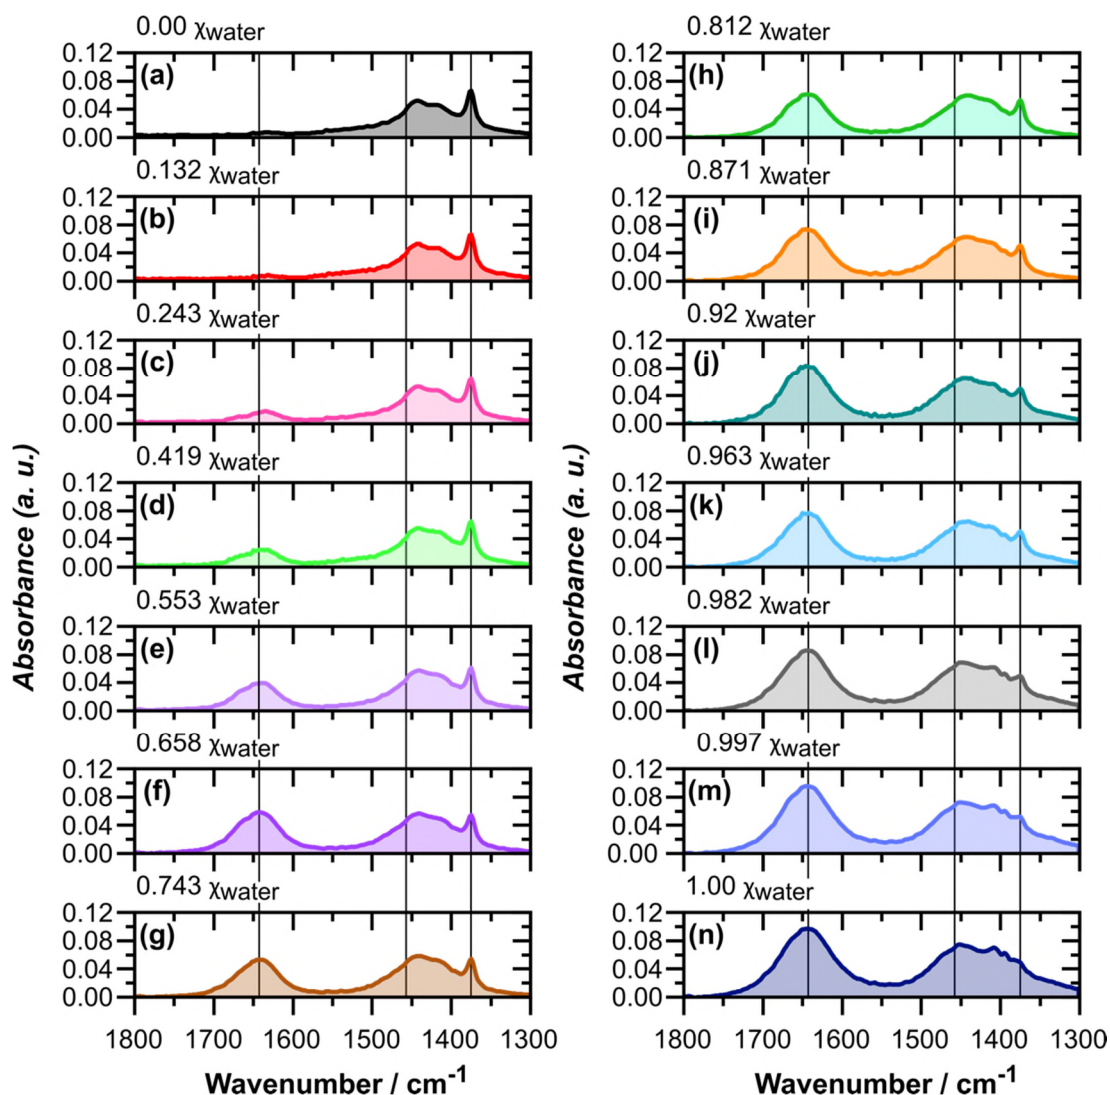 0.00 χwater
0.12
0.08
0.04
0.00
(a)
0.132 χwater
0.12
0.08
0.04
0.00
(b)
0.243 χwater
0.12
0.08
0.04
0.00
(c)
0.419 χwater
0.12
0.08
0.04
0.00
(d)
0.553 χwater
0.12
0.08
0.04
0.00
(e)
0.658 χwater
0.12
0.08
0.04
0.00
(f)
0.743 χwater
0.12
0.08
0.04
0.00
(g)
1800 1700 1600 1500 1400 1300
Wavenumber / cm⁻¹
Absorbance (a. u.)
0.812 χwater
0.12
0.08
0.04
0.00
(h)
0.871 χwater
0.12
0.08
0.04
0.00
(i)
0.92 χwater
0.12
0.08
0.04
0.00
(j)
0.963 χwater
0.12
0.08
0.04
0.00
(k)
0.982 χwater
0.12
0.08
0.04
0.00
(l)
0.997 χwater
0.12
0.08
0.04
0.00
(m)
1.00 χwater
0.12
0.08
0.04
0.00
(n)
1800 1700 1600 1500 1400 1300
Wavenumber / cm⁻¹
Absorbance (a. u.)